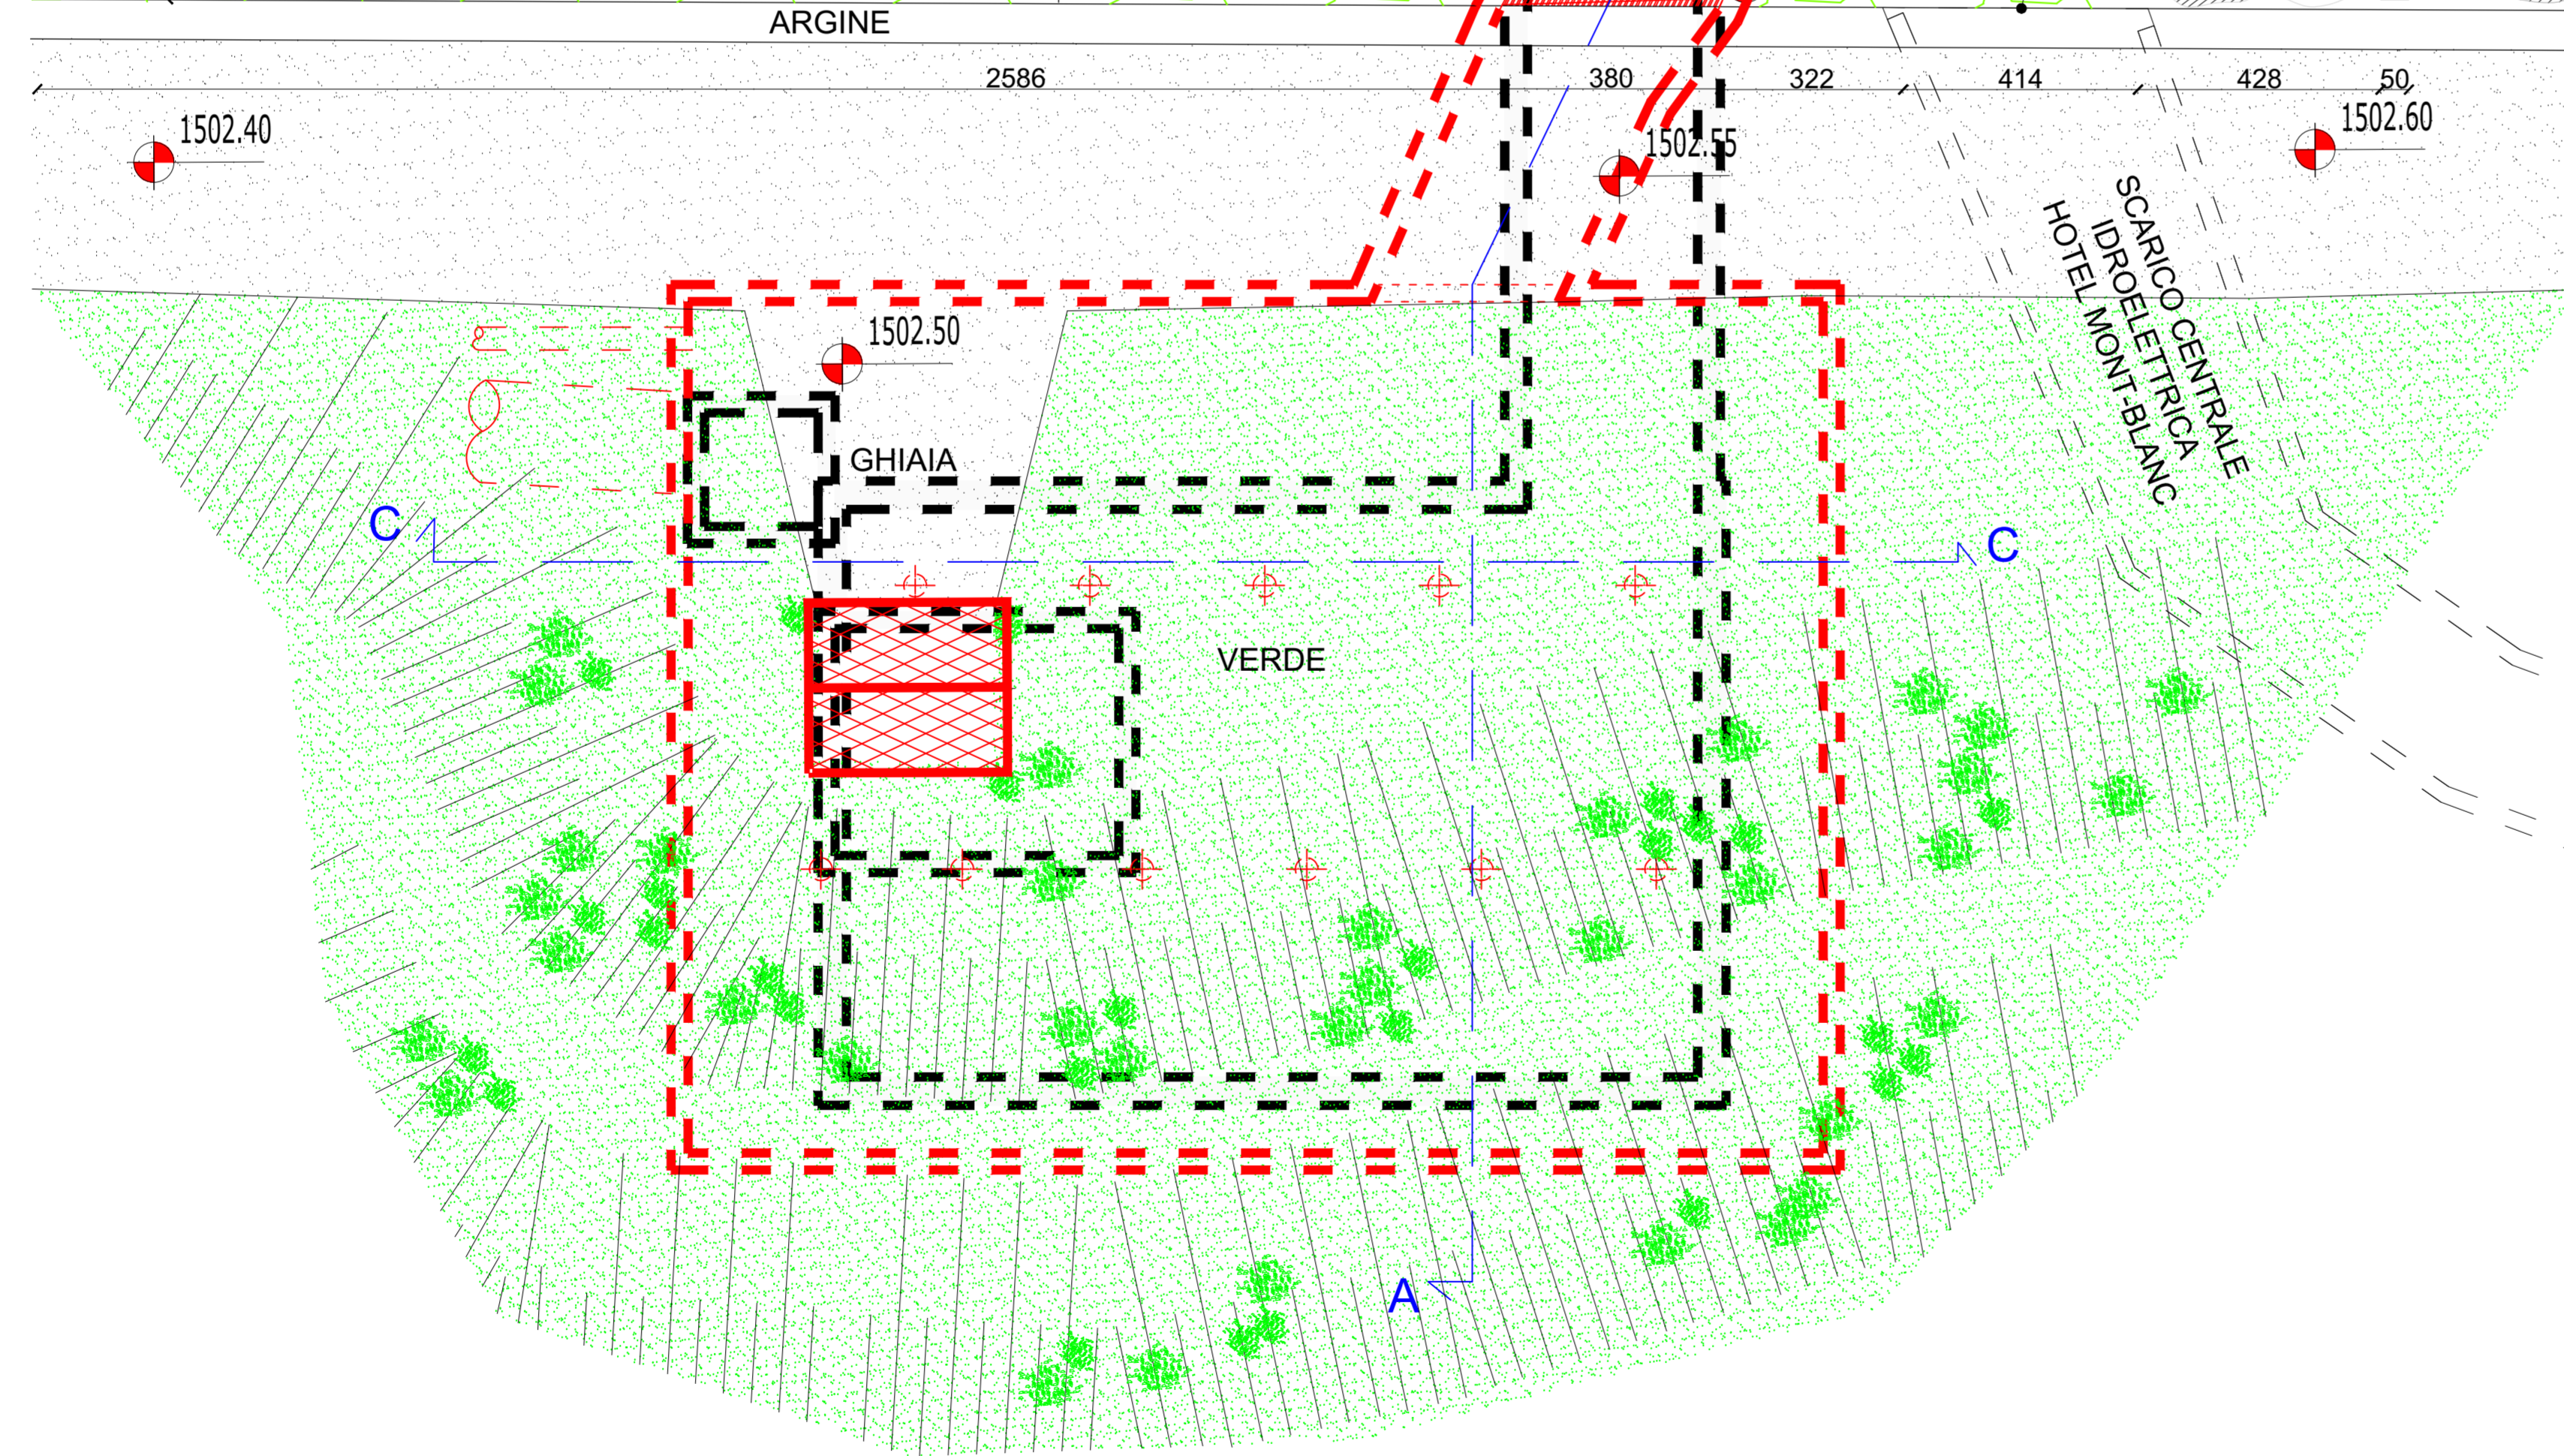 ARGINE
2586
380
322
414
428
50
1502.40
1502.55
1502.60
SCARICO CENTRALE
IDROELETTRICA
HOTEL MONT-BLANC
1502.50
GHIAIA
C
C
VERDE
A